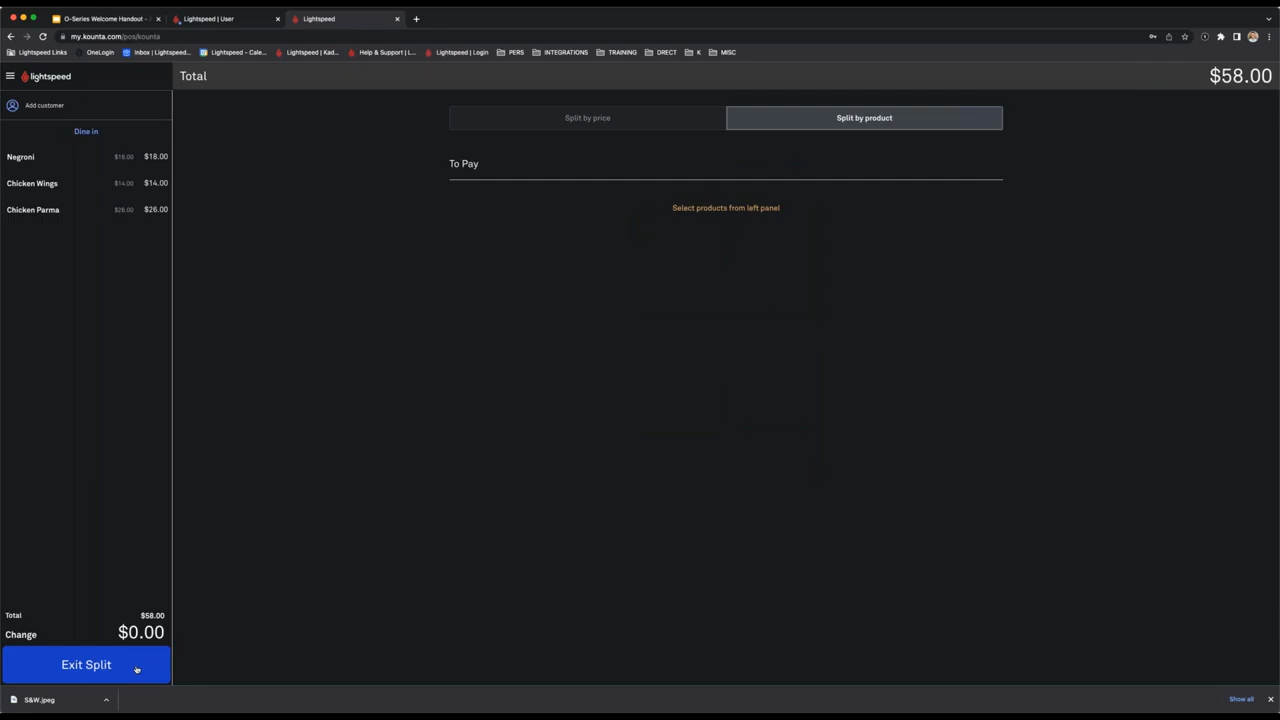 O-Series Welcome Handout - 
Lightspeed | User
Lightspeed
my.kounta.com/pos/kounta
Lightspeed Links
OneLogin
Inbox | Lightspeed...
Lightspeed - Cale...
Lightspeed | Kad...
Help & Support | L...
Lightspeed | Login
PERS
INTEGRATIONS
TRAINING
DRECT
K
MISC
lightspeed
Total
$58.00
Add customer
Dine in
Split by price
Split by product
Negroni $18.00 $18.00
To Pay
Chicken Wings $14.00 $14.00
Chicken Parma $26.00 $26.00
Select products from left panel
Total $58.00
Change $0.00
Exit Split
S&W.jpeg
Show all